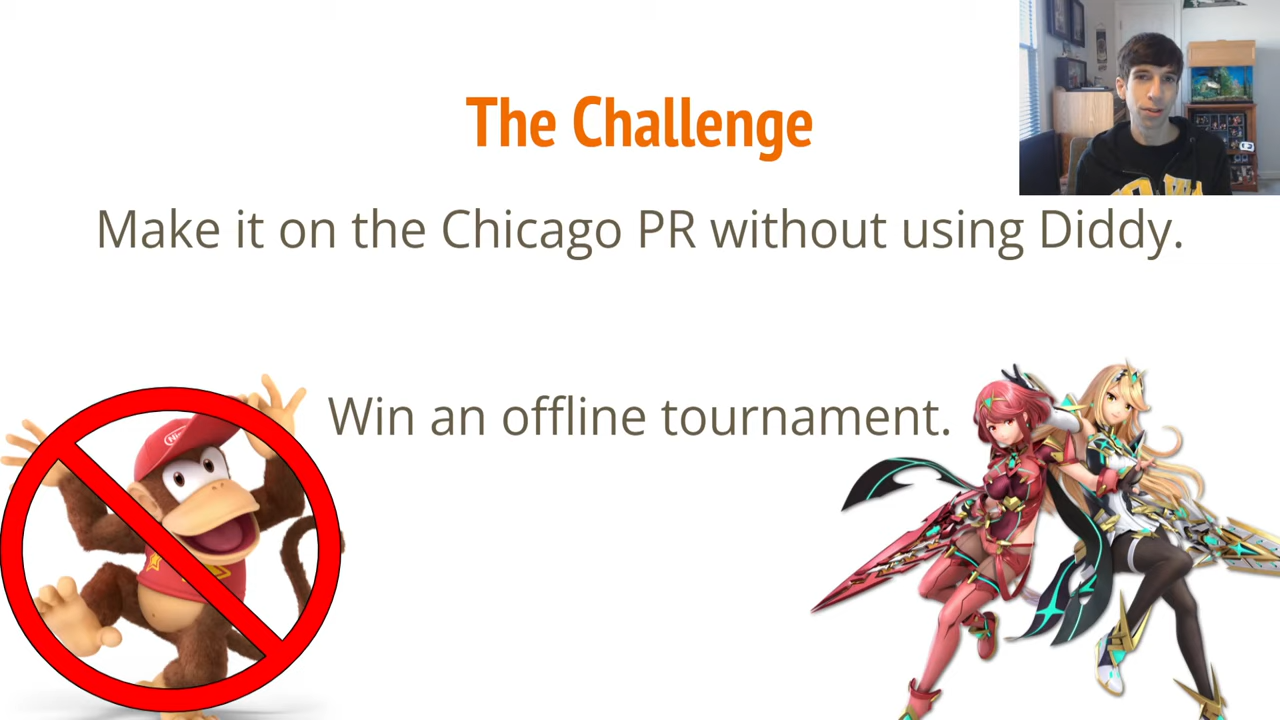 The Challenge
Make it on the Chicago PR without using Diddy.
Win an offline tournament.